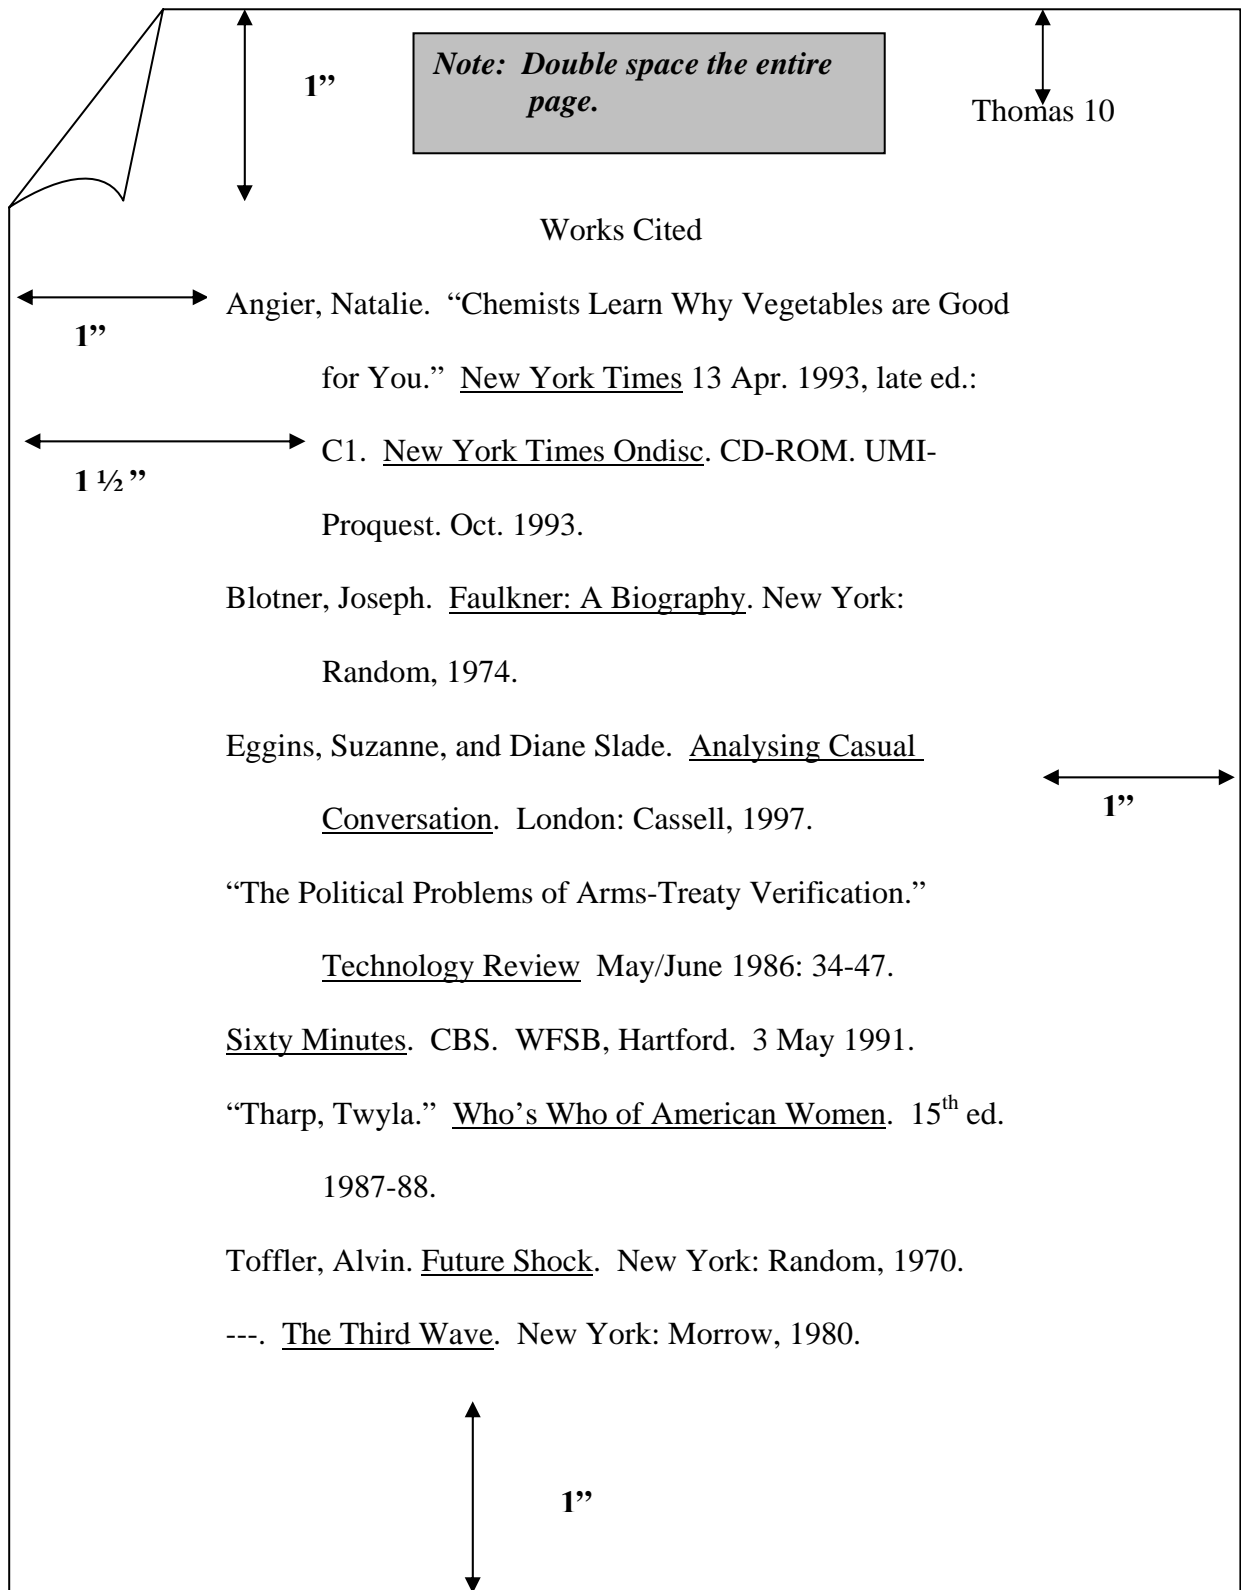 1”
Note:  Double space the entire
page.
Thomas 10
Works Cited
Angier, Natalie.  “Chemists Learn Why Vegetables are Good
1”
for You.”  New York Times 13 Apr. 1993, late ed.:
C1.  New York Times Ondisc. CD-ROM. UMI-
1 ½ ”
Proquest. Oct. 1993.
Blotner, Joseph.  Faulkner: A Biography. New York:
Random, 1974.
Eggins, Suzanne, and Diane Slade.  Analysing Casual
Conversation.  London: Cassell, 1997.
1”
“The Political Problems of Arms-Treaty Verification.”
Technology Review  May/June 1986: 34-47.
Sixty Minutes.  CBS.  WFSB, Hartford.  3 May 1991.
“Tharp, Twyla.”  Who’s Who of American Women.  15th ed.
1987-88.
Toffler, Alvin. Future Shock.  New York: Random, 1970.
---.  The Third Wave.  New York: Morrow, 1980.
1”